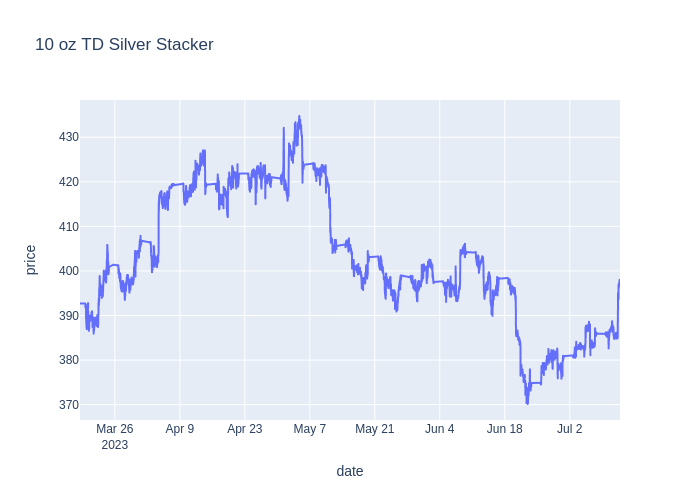 10 oz TD Silver Stacker
430
420
410
400
390
380
370
price
Mar 26
2023
Apr 9
Apr 23
May 7
May 21
Jun 4
Jun 18
Jul 2
date